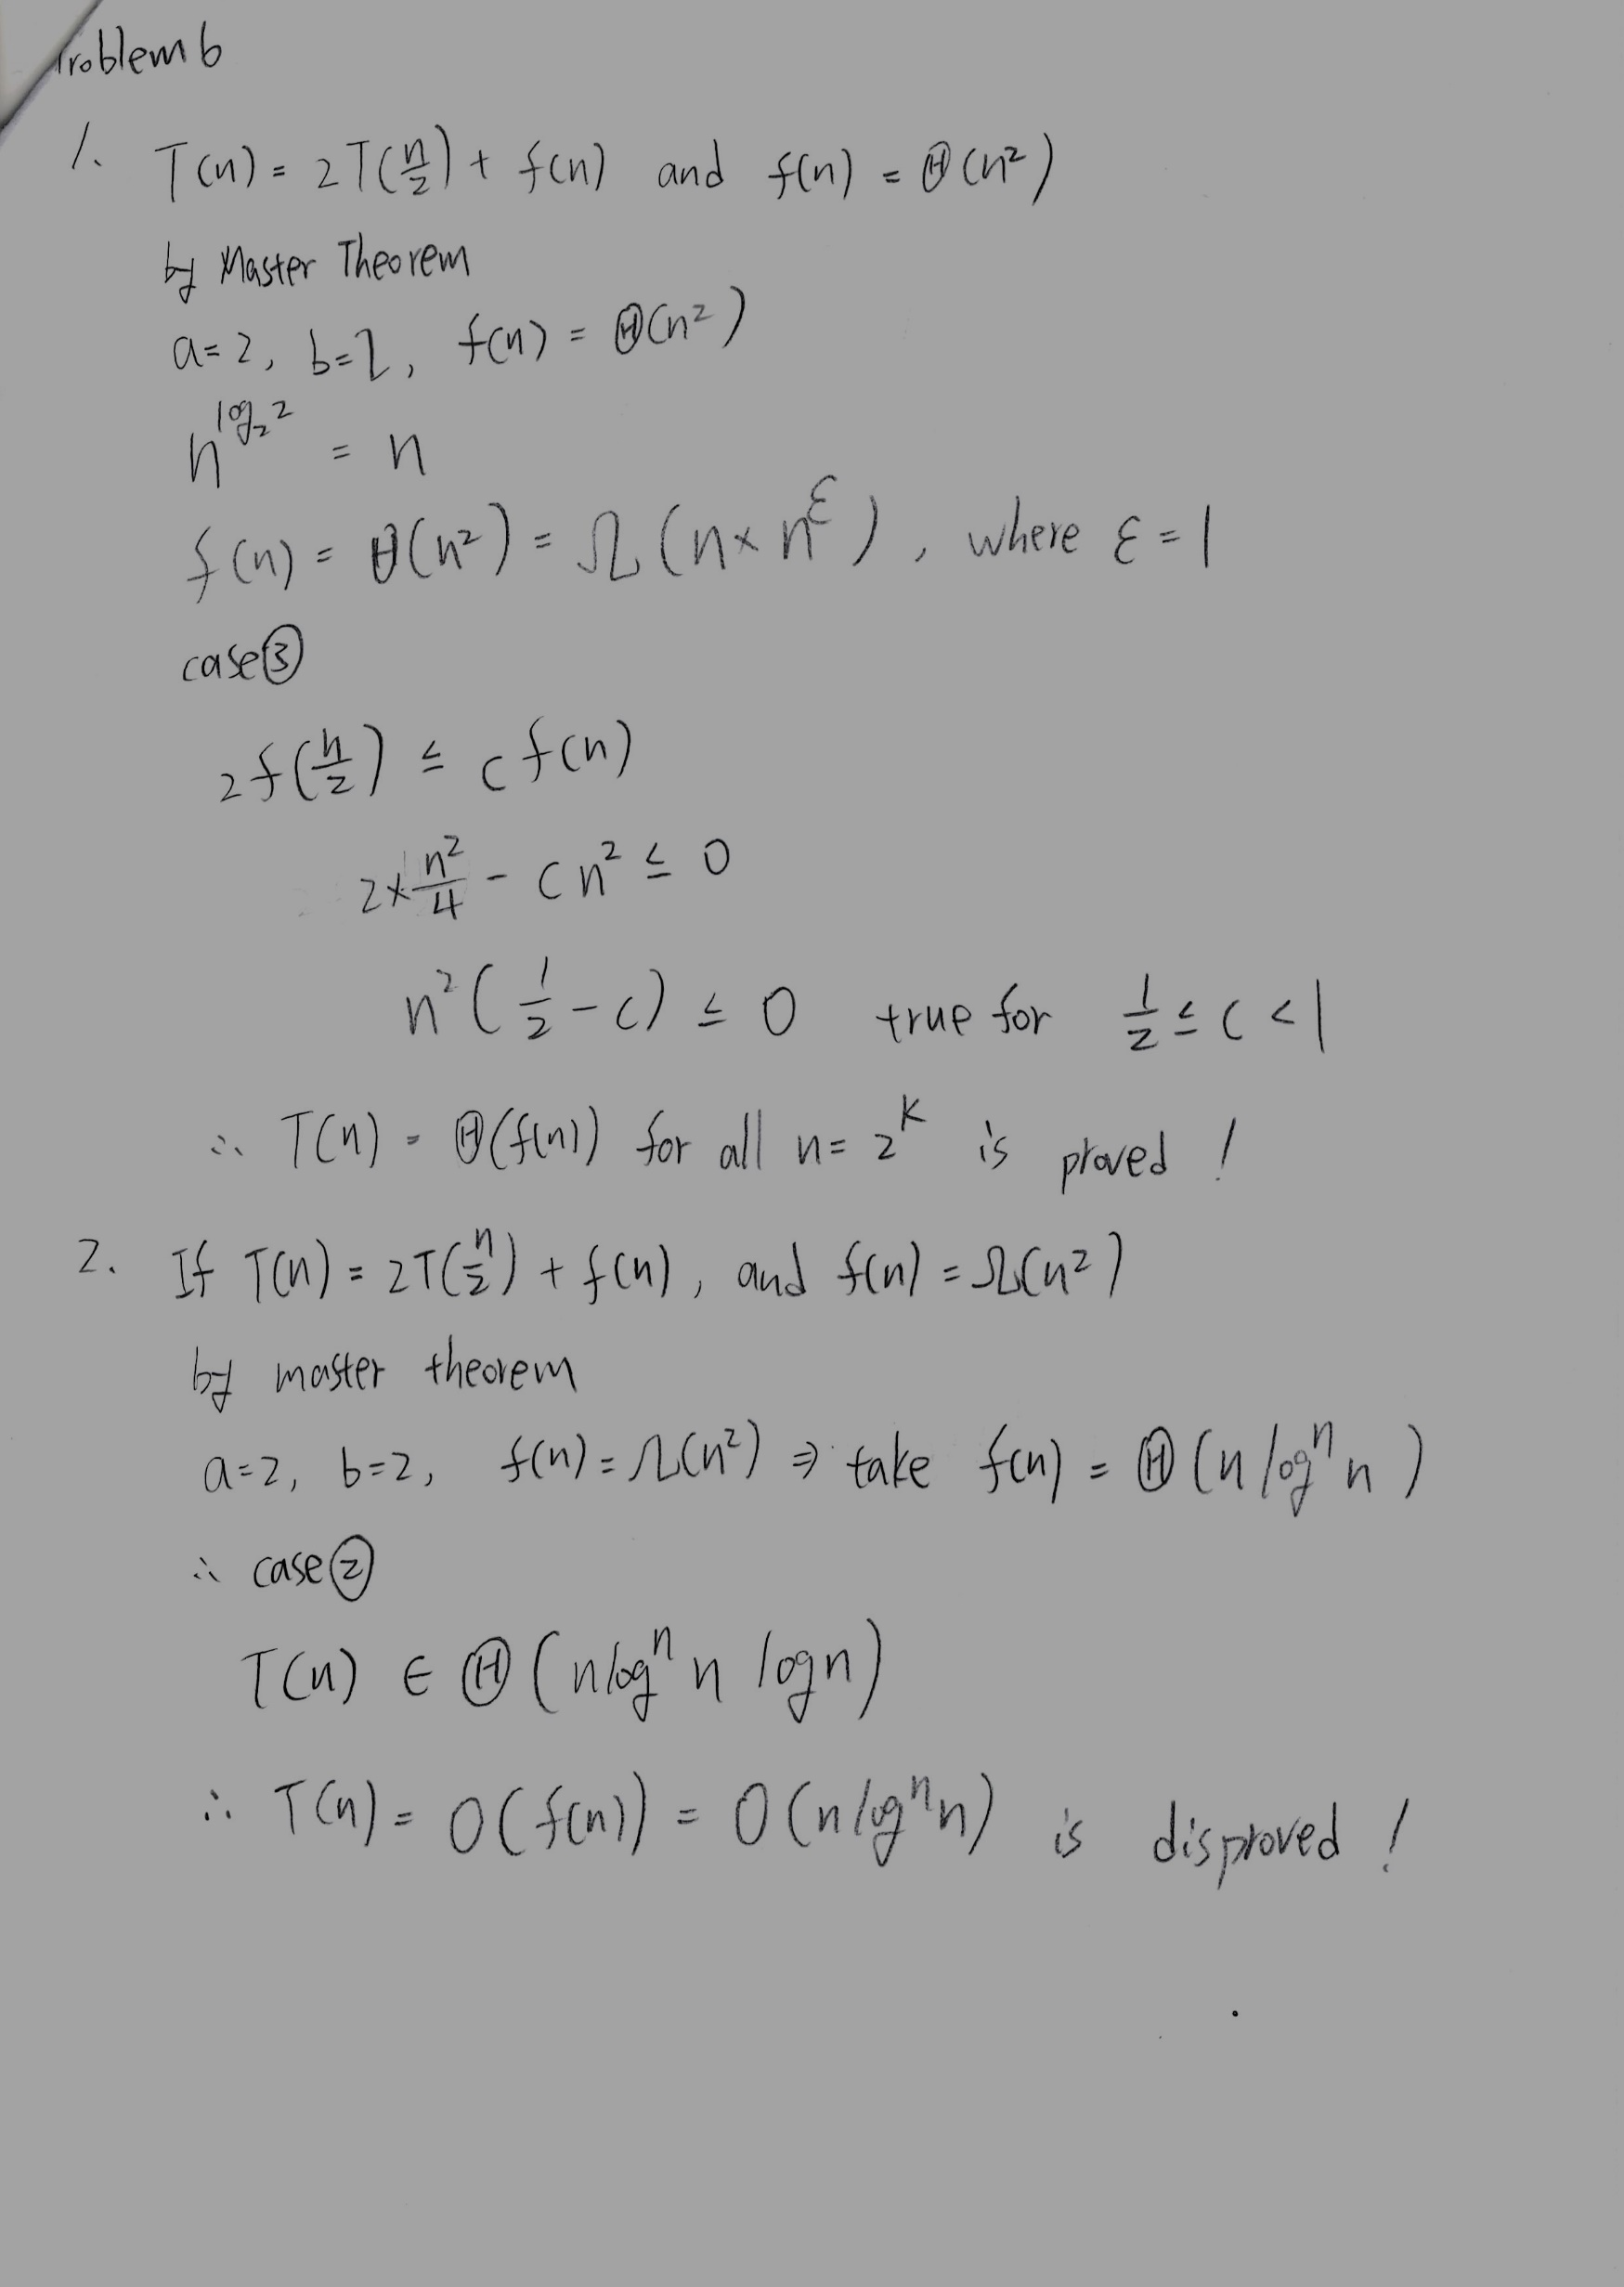 Problem 6
1. T(n) = 2T(n/2) + f(n) and f(n) = Θ(n²)
by Master Theorem
a=2, b=2, f(n) = Θ(n²)
n^(log₂2) = n
f(n) = Θ(n²) = Ω(n × n^ε), where ε = 1
case ③
2f(n/2) ≤ c f(n)
2 × n²/4 - cn² ≤ 0
n²(1/2 - c) ≤ 0 true for 1/2 ≤ c < 1
∴ T(n) = Θ(f(n)) for all n = 2^k is proved !
2. If T(n) = 2T(n/2) + f(n), and f(n) = Ω(n²)
by master theorem
a=2, b=2, f(n) = Ω(n²) ⇒ take f(n) = Θ(n logⁿ n)
∴ case ②
T(n) ∈ Θ(n logⁿ n log n)
∴ T(n) = O(f(n)) = O(n logⁿ n) is disproved !